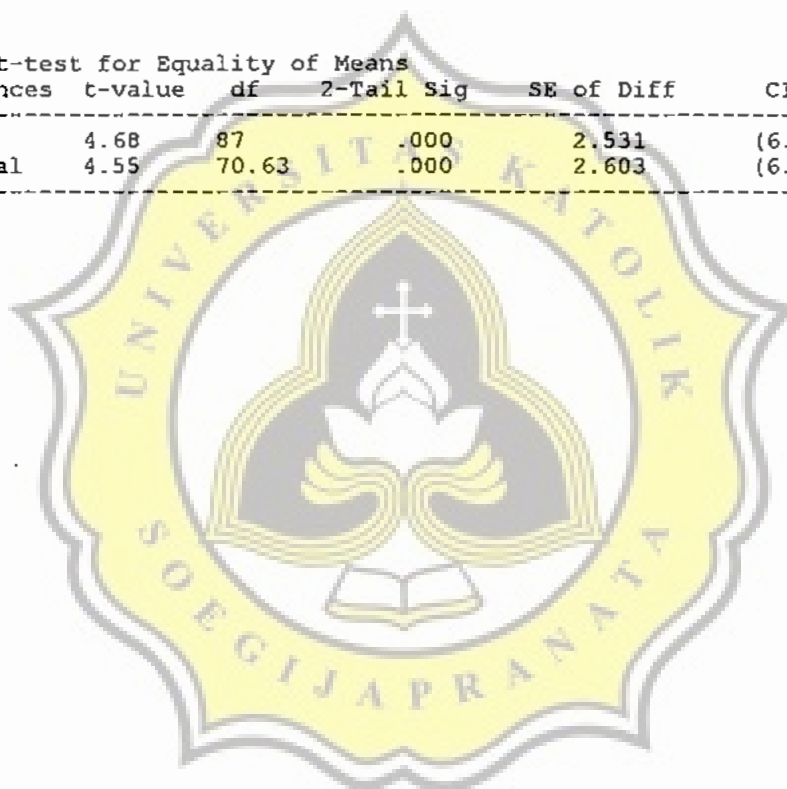 t-test for Equality of Means
nces t-value df 2-Tail Sig SE of Diff
4.68 87 .000 2.531 (6.
al 4.55 70.63 .000 2.603 (6.
UNIVERSITAS KATOLIK
SOEGIJAPRANATA